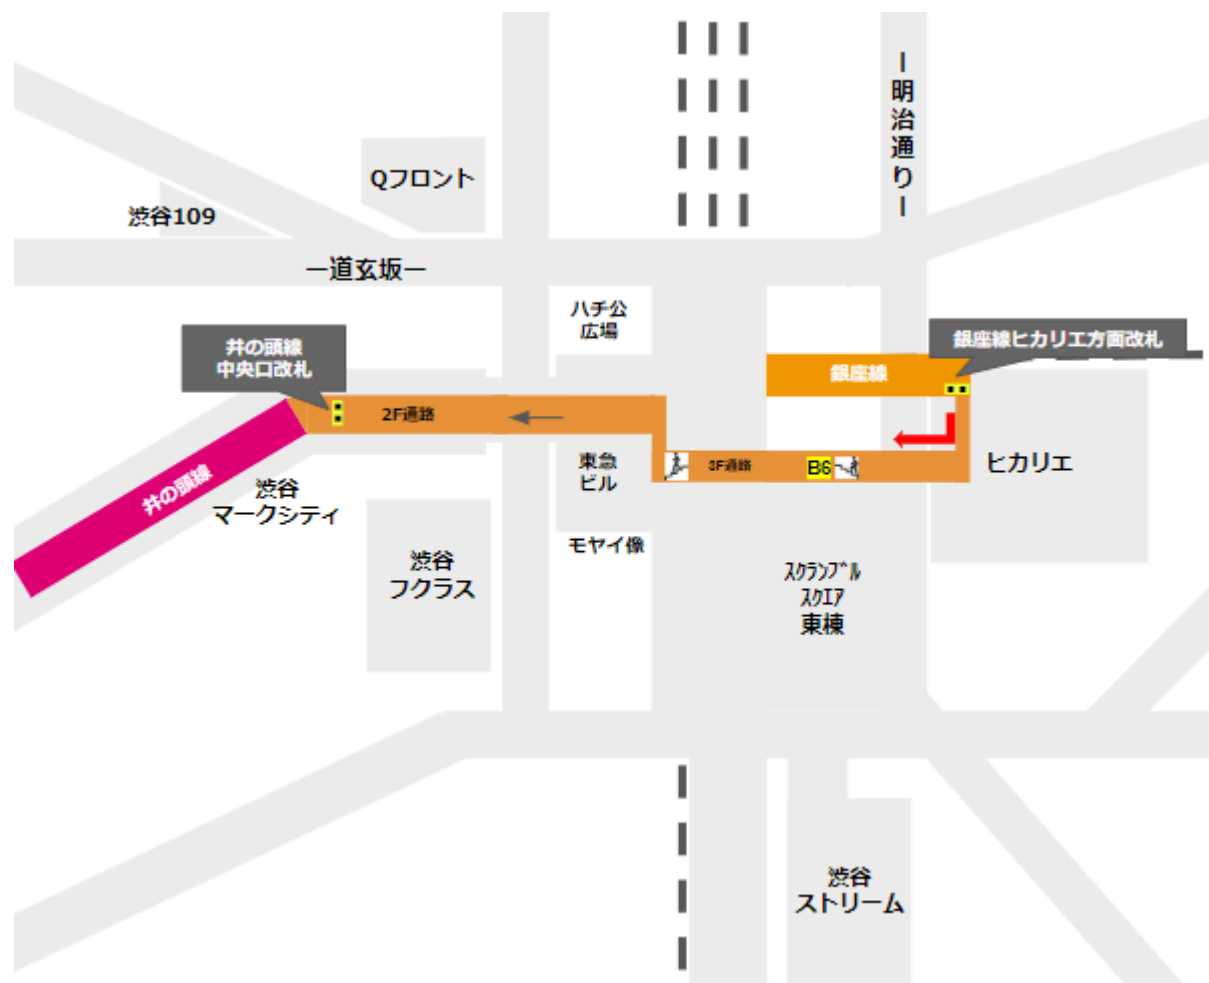 ー明治通りー
Qフロント
渋谷109
ー道玄坂ー
ハチ公
広場
井の頭線
中央口改札
銀座線ヒカリエ方面改札
銀座線
2F通路
東急
ビル
3F通路
B6
ヒカリエ
井の頭線
渋谷
マークシティ
モヤイ像
渋谷
フクラス
ｽｸﾗﾝﾌﾞﾙ
ｽｸｴｱ
東棟
渋谷
ストリーム